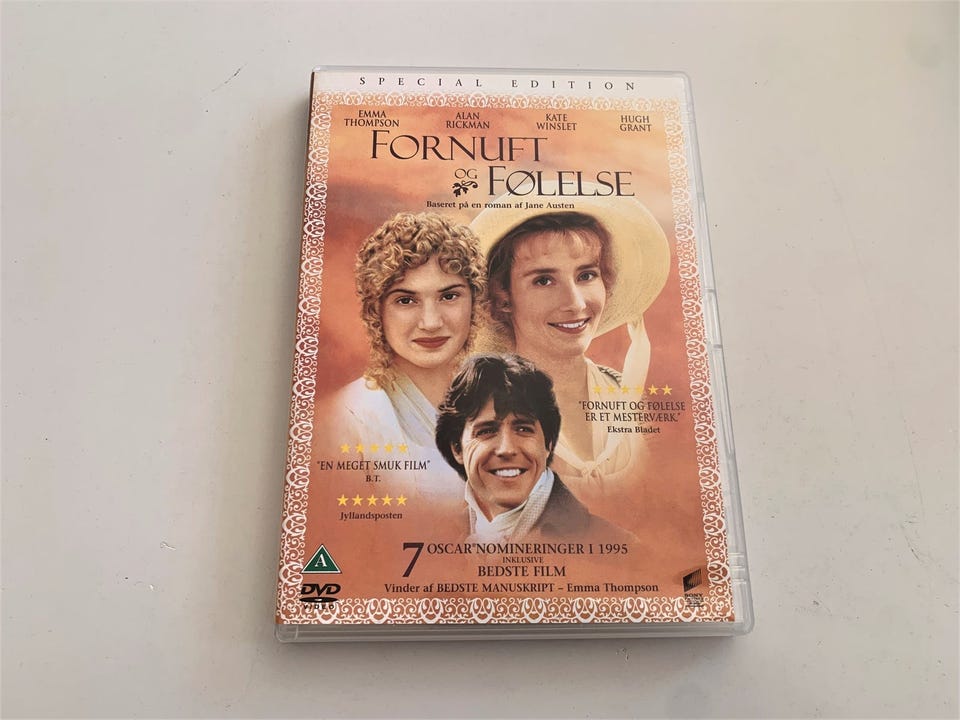 SPECIAL EDITION
EMMA THOMPSON
ALAN RICKMAN
KATE WINSLET
HUGH GRANT
FORNUFT
OG
FØLELSE
Baseret på en roman af Jane Austen
"FORNUFT OG FØLELSE
ER ET MESTERVÆRK."
Ekstra Bladet
"EN MEGET SMUK FILM"
B.T.
Jyllandsposten
7 OSCAR® NOMINERINGER I 1995
INKLUSIVE
BEDSTE FILM
Vinder af BEDSTE MANUSKRIPT – Emma Thompson
A
DVD
VIDEO
SONY